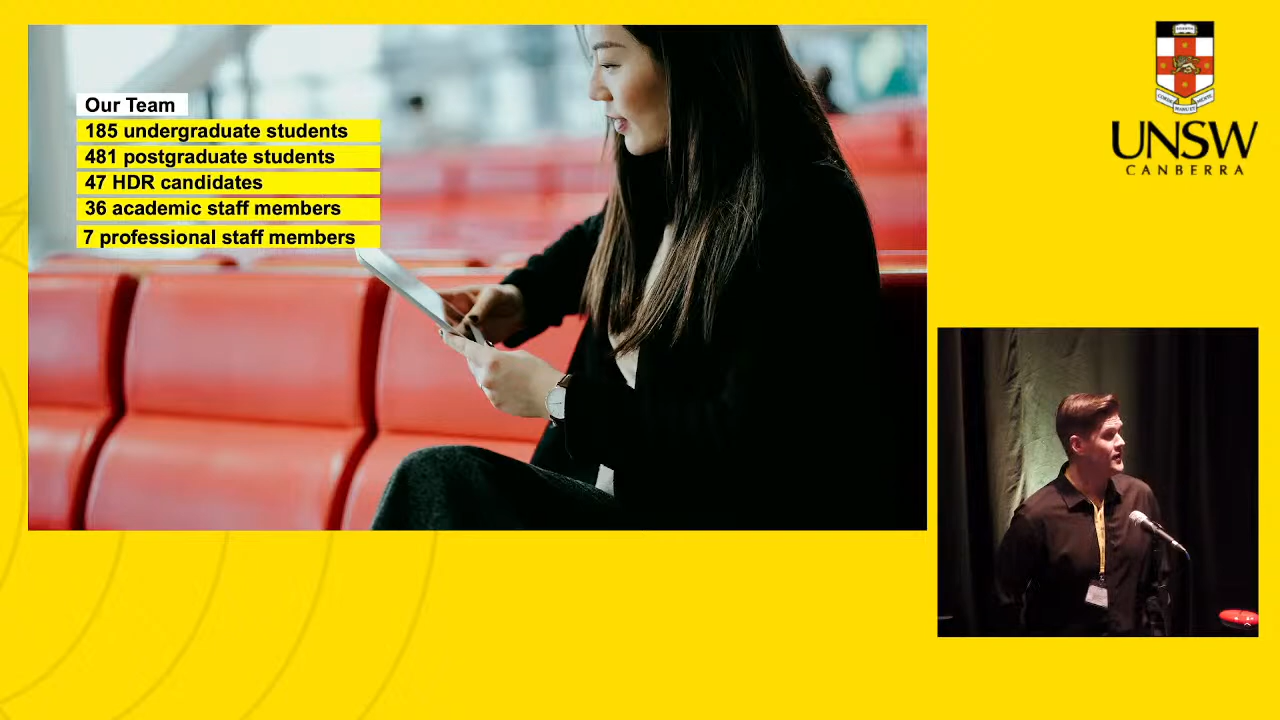 Our Team
185 undergraduate students
481 postgraduate students
47 HDR candidates
36 academic staff members
7 professional staff members
UNSW
CANBERRA